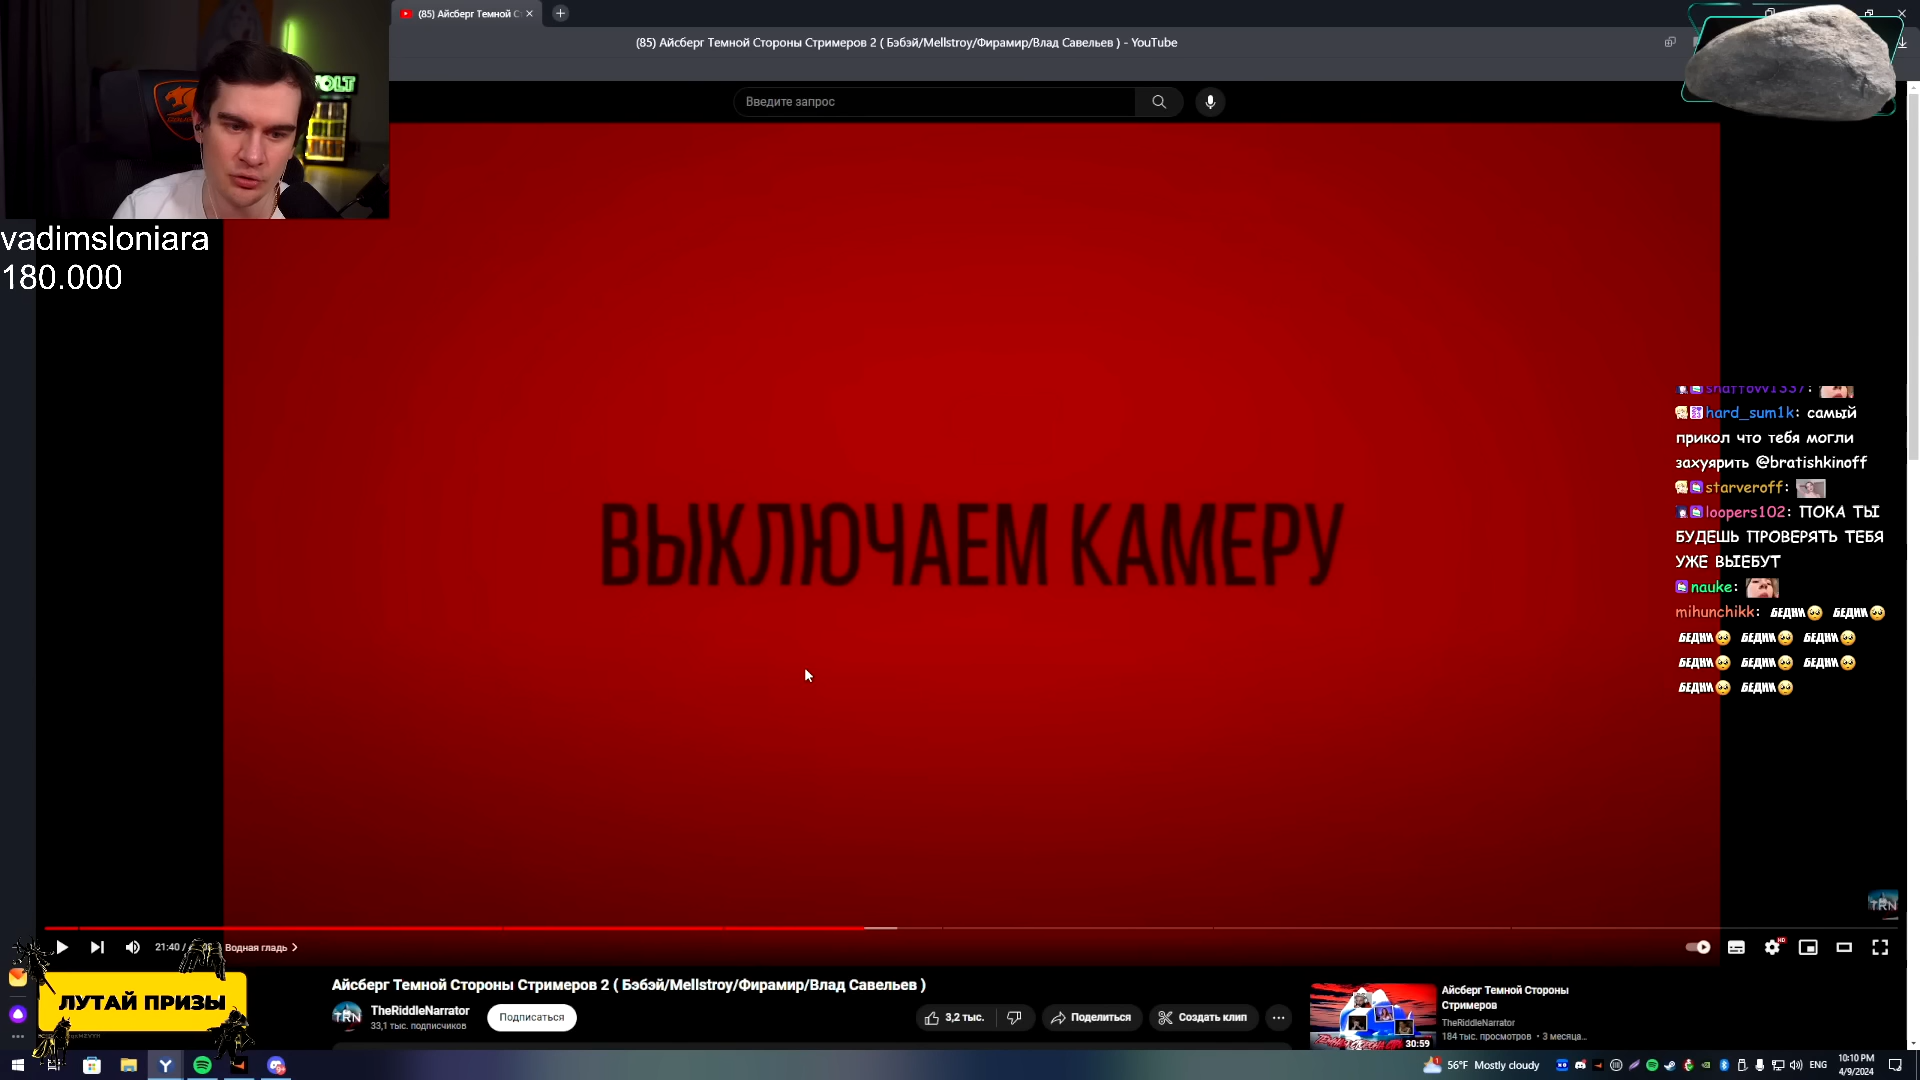 (85) Айсберг Темной С
(85) Айсберг Темной Стороны Стримеров 2 ( Бэбэй/Mellstroy/Фирамир/Влад Савельев ) - YouTube
Введите запрос
vadimsloniara
180.000
ВЫКЛЮЧАЕМ КАМЕРУ
shaffovv1337:
hard_sum1k: самый
прикол что тебя могли
захуярить @bratishkinoff
starveroff:
loopers102: ПОКА ТЫ
БУДЕШЬ ПРОВЕРЯТЬ ТЕБЯ
УЖЕ ВЫЕБУТ
nauke:
mihunchikk: БЕДНИ🥺 БЕДНИ🥺
БЕДНИ🥺 БЕДНИ🥺 БЕДНИ🥺
БЕДНИ🥺 БЕДНИ🥺 БЕДНИ🥺
БЕДНИ🥺 БЕДНИ🥺
TRN
21:40 /
Водная гладь
HD
ЛУТАЙ ПРИЗЫ
Айсберг Темной Стороны Стримеров 2 ( Бэбэй/Mellstroy/Фирамир/Влад Савельев )
TheRiddleNarrator
33,1 тыс. подписчиков
Подписаться
3,2 тыс.
Поделиться
Создать клип
Айсберг Темной Стороны
Стримеров
TheRiddleNarrator
184 тыс. просмотров • 3 месяца...
30:59
56°F Mostly cloudy
ENG
10:10 PM
4/9/2024